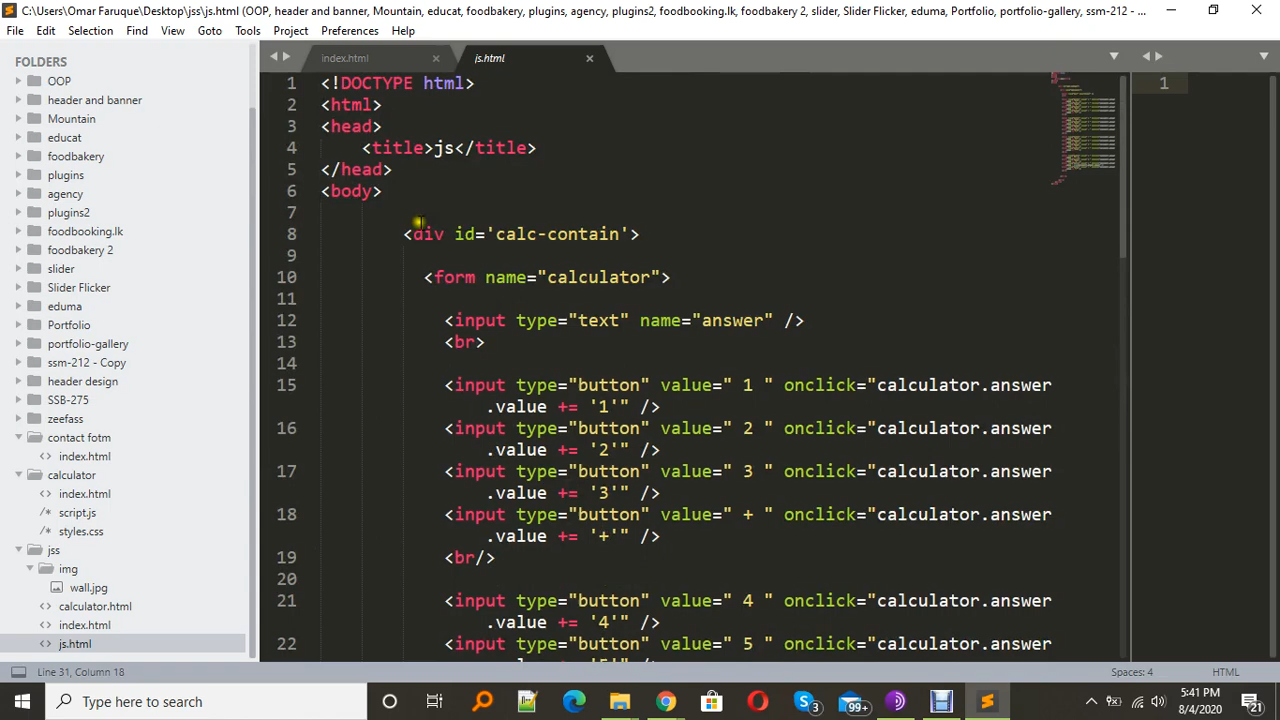 C:\Users\Omar Faruque\Desktop\jss\js.html (OOP, header and banner, Mountain, educat, foodbakery, plugins, agency, plugins2, foodbooking.lk, foodbakery 2, slider, Slider Flicker, eduma, Portfolio, portfolio-gallery, ssm-212 - ...
File Edit Selection Find View Goto Tools Project Preferences Help
FOLDERS
OOP
header and banner
Mountain
educat
foodbakery
plugins
agency
plugins2
foodbooking.lk
foodbakery 2
slider
Slider Flicker
eduma
Portfolio
portfolio-gallery
ssm-212 - Copy
header design
SSB-275
zeefass
contact fotm
index.html
calculator
index.html
script.js
styles.css
jss
img
wall.jpg
calculator.html
index.html
js.html
index.html js.html
1 <!DOCTYPE html>
2 <html>
3 <head>
4 <title>js</title>
5 </head>
6 <body>
7
8 <div id='calc-contain'>
9
10 <form name="calculator">
11
12 <input type="text" name="answer" />
13 <br>
14
15 <input type="button" value=" 1 " onclick="calculator.answer
.value += '1'" />
16 <input type="button" value=" 2 " onclick="calculator.answer
.value += '2'" />
17 <input type="button" value=" 3 " onclick="calculator.answer
.value += '3'" />
18 <input type="button" value=" + " onclick="calculator.answer
.value += '+'" />
19 <br/>
20
21 <input type="button" value=" 4 " onclick="calculator.answer
.value += '4'" />
22 <input type="button" value=" 5 " onclick="calculator.answer
1
Line 31, Column 18
Spaces: 4 HTML
Type here to search
3
99+
5:41 PM
8/4/2020
21